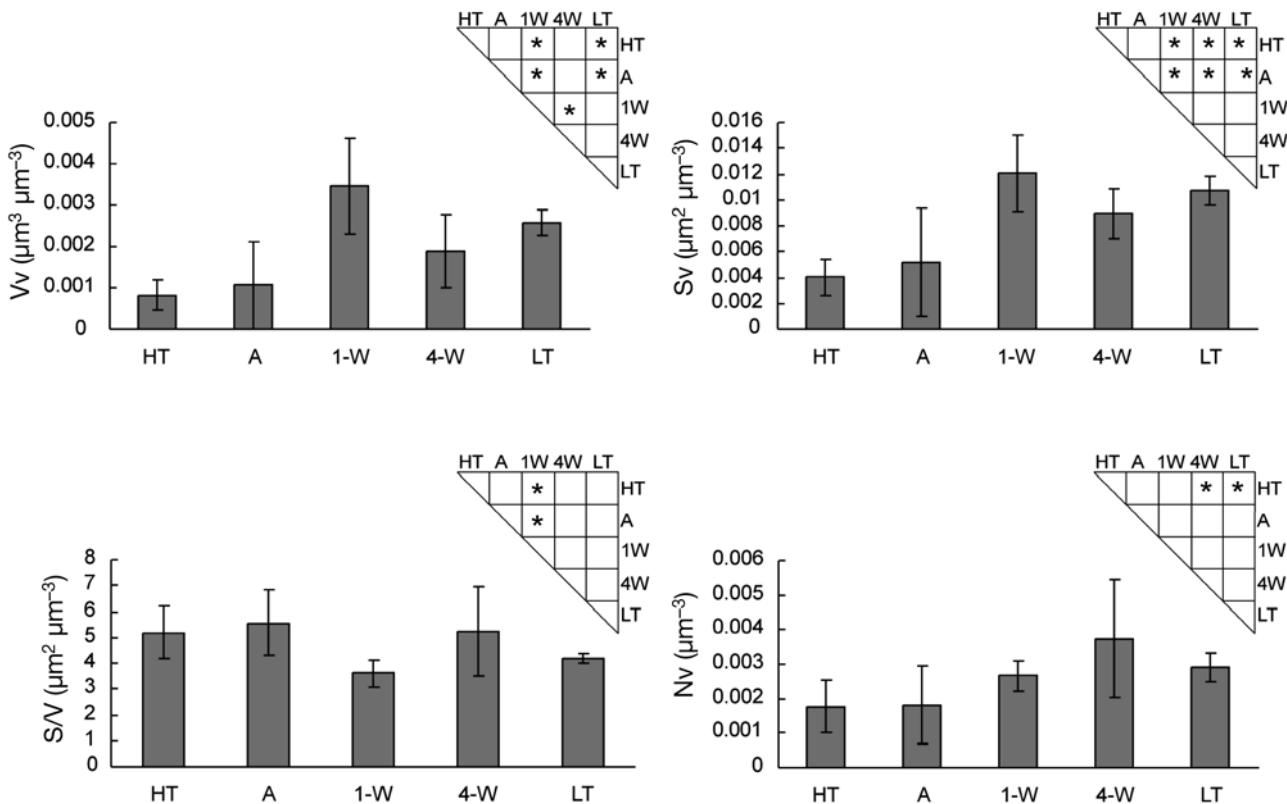 HT A 1W 4W LT
* * HT
* * A
* 1W
4W
LT
Vv (µm³ µm⁻³)
0.005
0.004
0.003
0.002
0.001
0
HT A 1-W 4-W LT
HT A 1W 4W LT
* * * HT
* * * A
1W
4W
LT
Sv (µm² µm⁻³)
0.016
0.014
0.012
0.01
0.008
0.006
0.004
0.002
0
HT A 1-W 4-W LT
HT A 1W 4W LT
* HT
* A
1W
4W
LT
S/V (µm² µm⁻³)
8
7
6
5
4
3
2
1
0
HT A 1-W 4-W LT
HT A 1W 4W LT
* * HT
A
1W
4W
LT
Nv (µm⁻³)
0.006
0.005
0.004
0.003
0.002
0.001
0
HT A 1-W 4-W LT